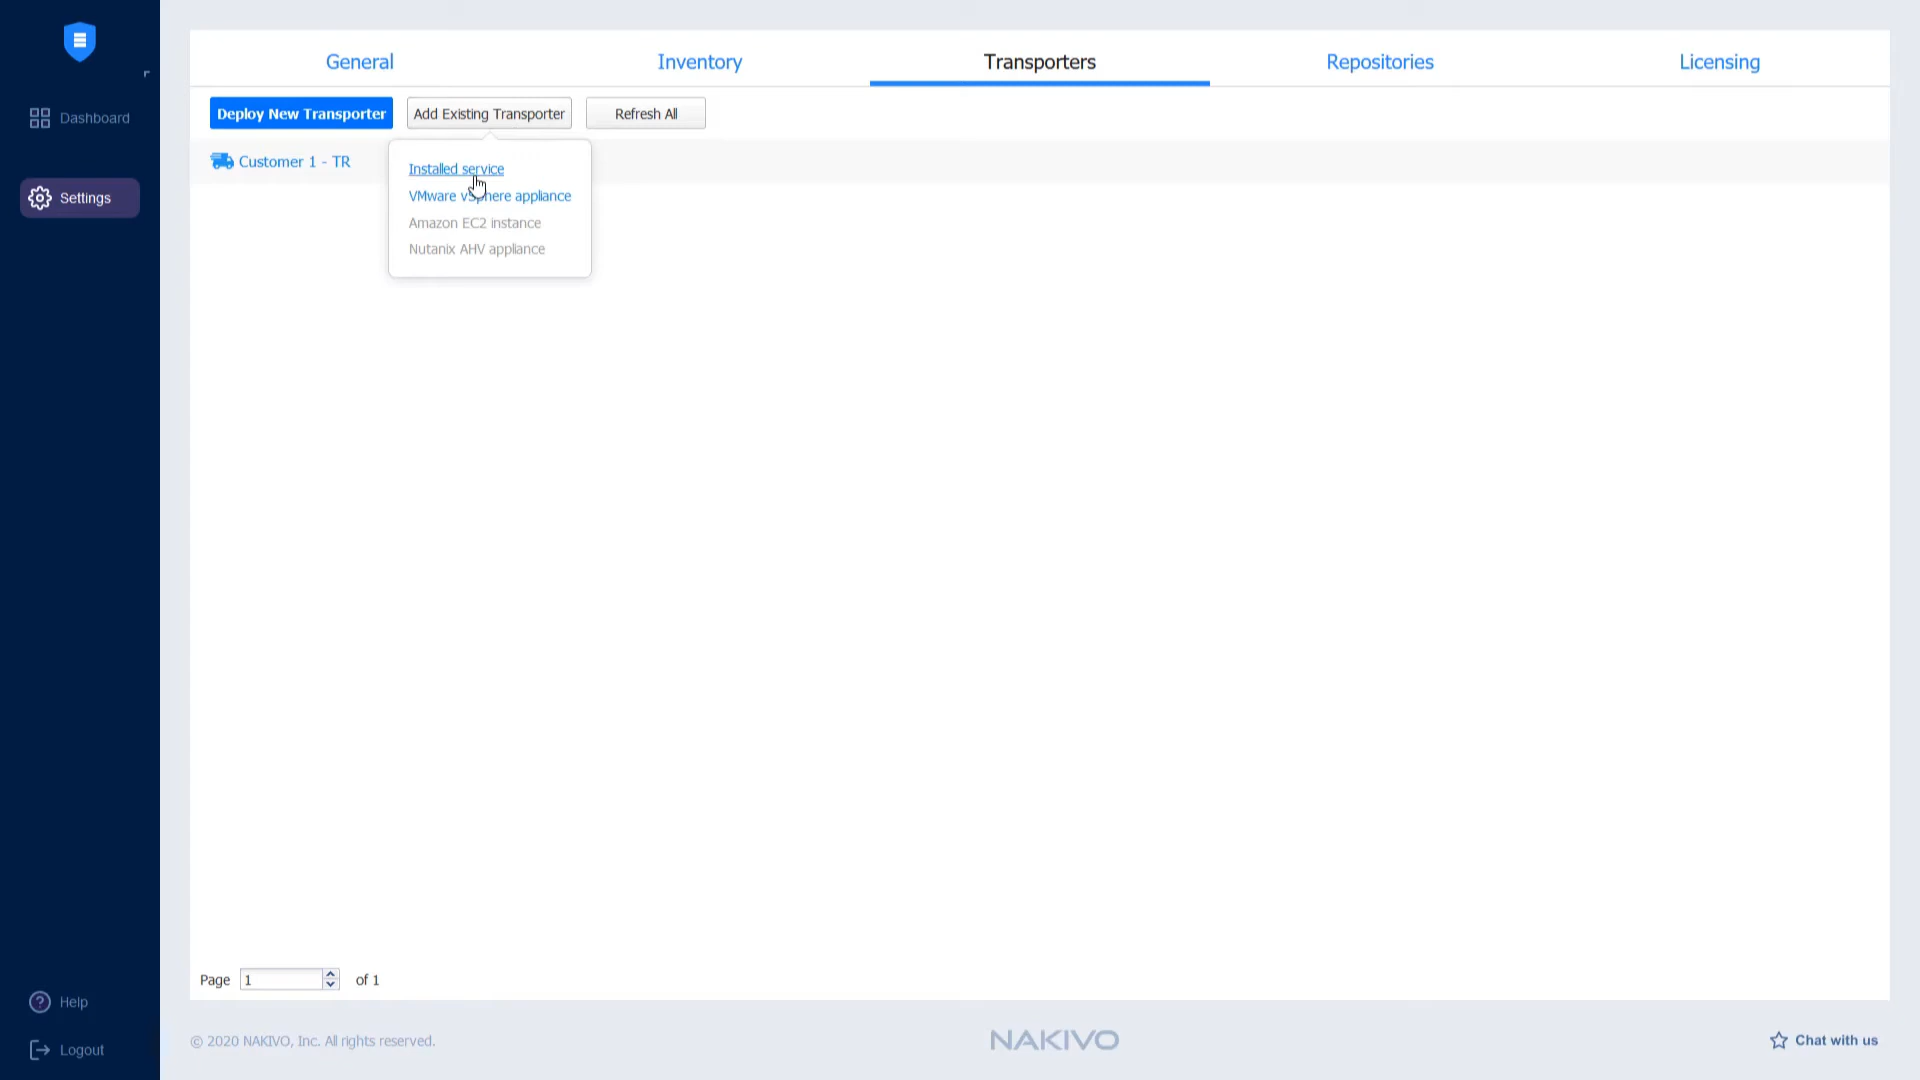 General
Inventory
Transporters
Repositories
Licensing
Dashboard
Settings
Deploy New Transporter
Add Existing Transporter
Refresh All
Customer 1 - TR
Installed service
VMware vSphere appliance
Amazon EC2 instance
Nutanix AHV appliance
Page 1 of 1
Help
Logout
© 2020 NAKIVO, Inc. All rights reserved.
NAKIVO
Chat with us